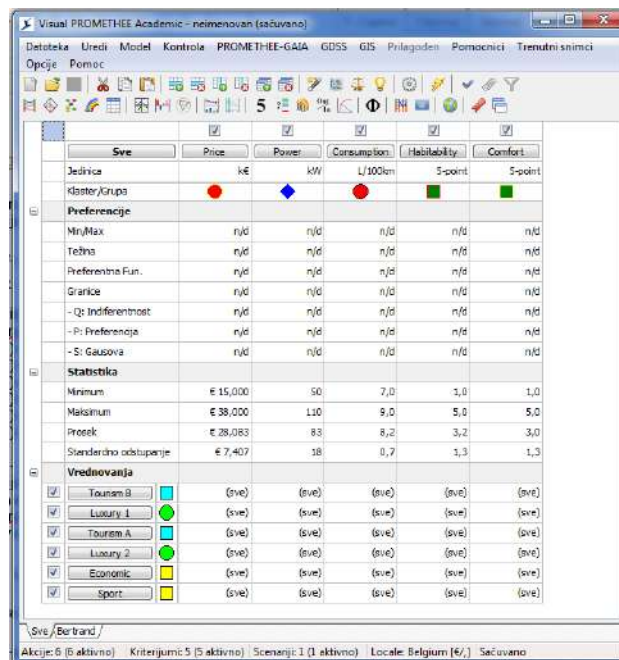 Visual PROMETHEE Academic - neimenovan (sačuvano)
Datoteka Uredi Model Kontrola PROMETHEE-GAIA GDSS GIS Prilagođen Pomoćnici Trenutni snimci
Opcije Pomoc
Sve Price Power Consumption Habitability Comfort
Jedinica k€ kW L/100km 5-point 5-point
Klaster/Grupa
Preferencije
Min/Max n/d n/d n/d n/d n/d
Težina n/d n/d n/d n/d n/d
Preferentna Fun. n/d n/d n/d n/d n/d
Granice n/d n/d n/d n/d n/d
- Q: Indiferentnost n/d n/d n/d n/d n/d
- P: Preferencija n/d n/d n/d n/d n/d
- S: Gausova n/d n/d n/d n/d n/d
Statistika
Minimum € 15,000 50 7,0 1,0 1,0
Maksimum € 38,000 110 9,0 5,0 5,0
Prosek € 28,083 83 8,2 3,2 3,0
Standardno odstupanje € 7,407 18 0,7 1,3 1,3
Vrednovanja
Tourism B (sve) (sve) (sve) (sve) (sve)
Luxury 1 (sve) (sve) (sve) (sve) (sve)
Tourism A (sve) (sve) (sve) (sve) (sve)
Luxury 2 (sve) (sve) (sve) (sve) (sve)
Economic (sve) (sve) (sve) (sve) (sve)
Sport (sve) (sve) (sve) (sve) (sve)
Sve Bertrand
Akcije: 6 (6 aktivno) Kriterijumi: 5 (5 aktivno) Scenariji: 1 (1 aktivno) Locale: Belgium (€/,) Sačuvano